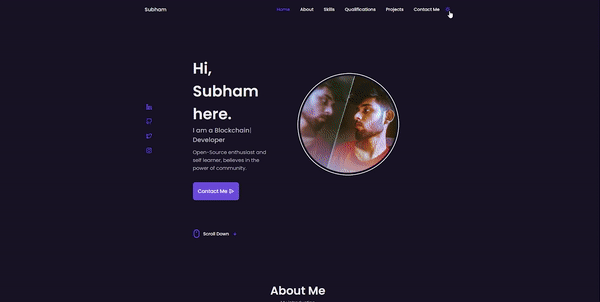 Subham
Home About Skills Qualifications Projects Contact Me
Hi,
Subham
here.
I am a Blockchain|
Developer
Open-Source enthusiast and
self learner, believes in the
power of community.
Contact Me
Scroll Down
About Me